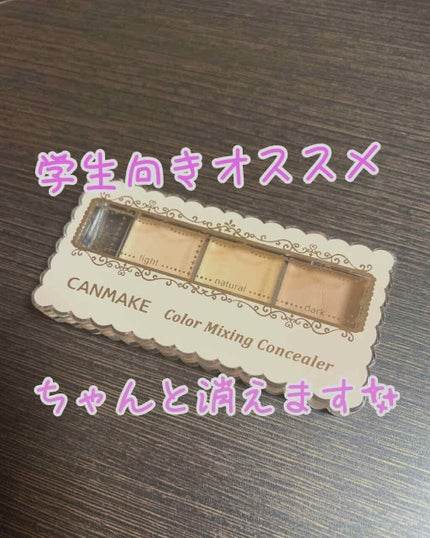 学生向きオススメ
light
natural
dark
CANMAKE Color Mixing Concealer
ちゃんと消えます✨